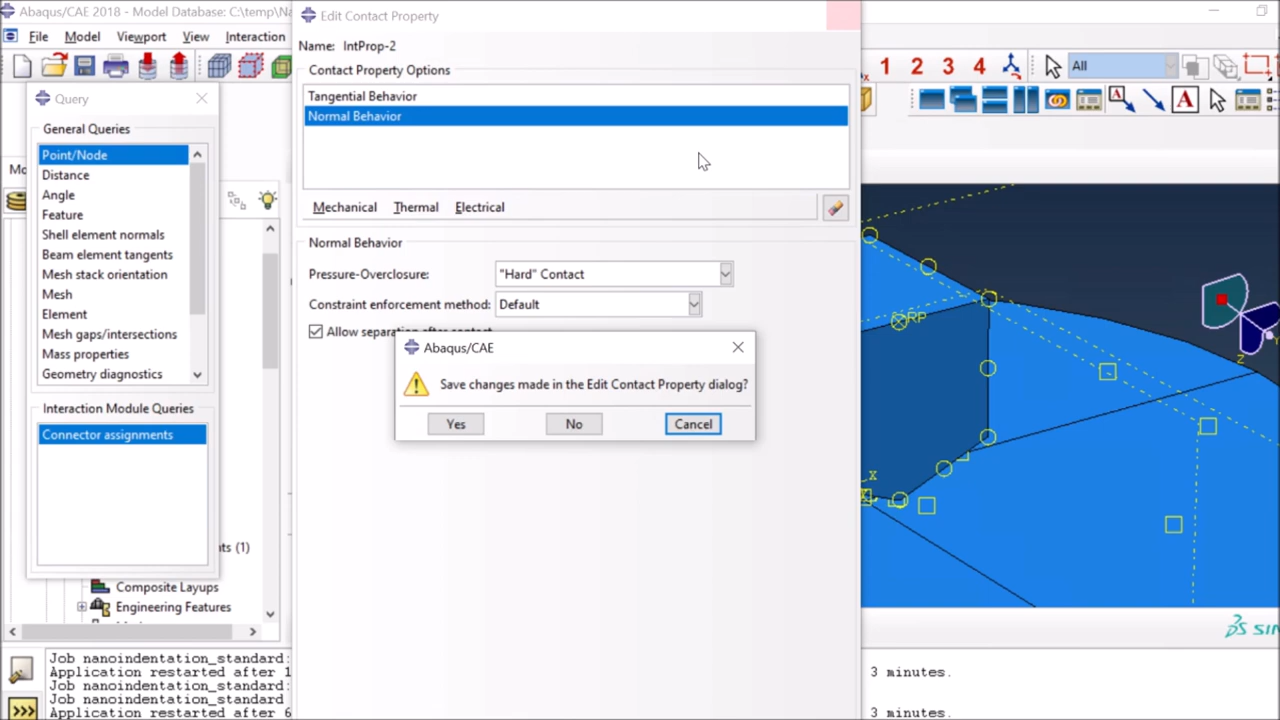 Abaqus/CAE 2018 - Model Database: C:\temp\Na
Edit Contact Property
File Model Viewport View Interaction
Name: IntProp-2
Contact Property Options
Tangential Behavior
Normal Behavior
1 2 3 4
All
A
A
Query
General Queries
Point/Node
Distance
Angle
Feature
Shell element normals
Beam element tangents
Mesh stack orientation
Mesh
Element
Mesh gaps/intersections
Mass properties
Geometry diagnostics
Interaction Module Queries
Connector assignments
Mo
Mechanical Thermal Electrical
Normal Behavior
Pressure-Overclosure: "Hard" Contact
Constraint enforcement method: Default
Allow separation after contact
Abaqus/CAE
Save changes made in the Edit Contact Property dialog?
Yes No Cancel
RP
X
Z
Y
ts (1)
Composite Layups
Engineering Features
SIM
Job nanoindentation_standard:
Application restarted after 1
3 minutes.
Job nanoindentation_standard:
Job nanoindentation_standard
Application restarted after 6
3 minutes.
>>>